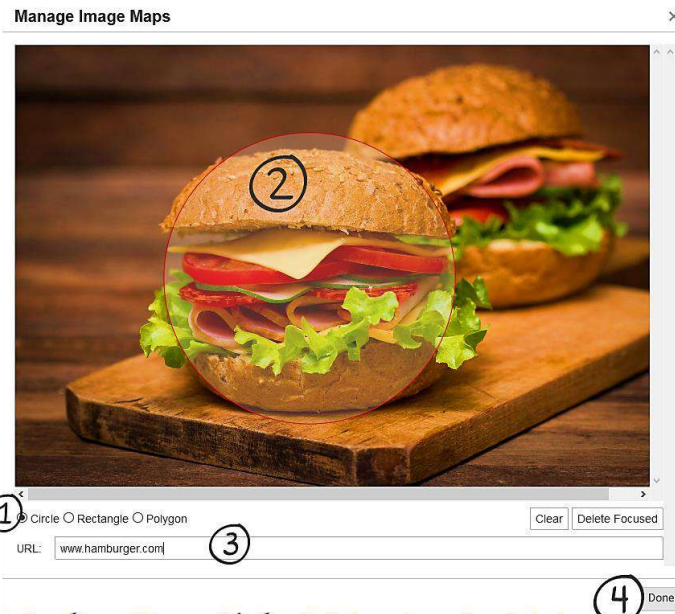 Manage Image Maps
2
1
Circle Rectangle Polygon
Clear Delete Focused
URL: www.hamburger.com
3
4
Done